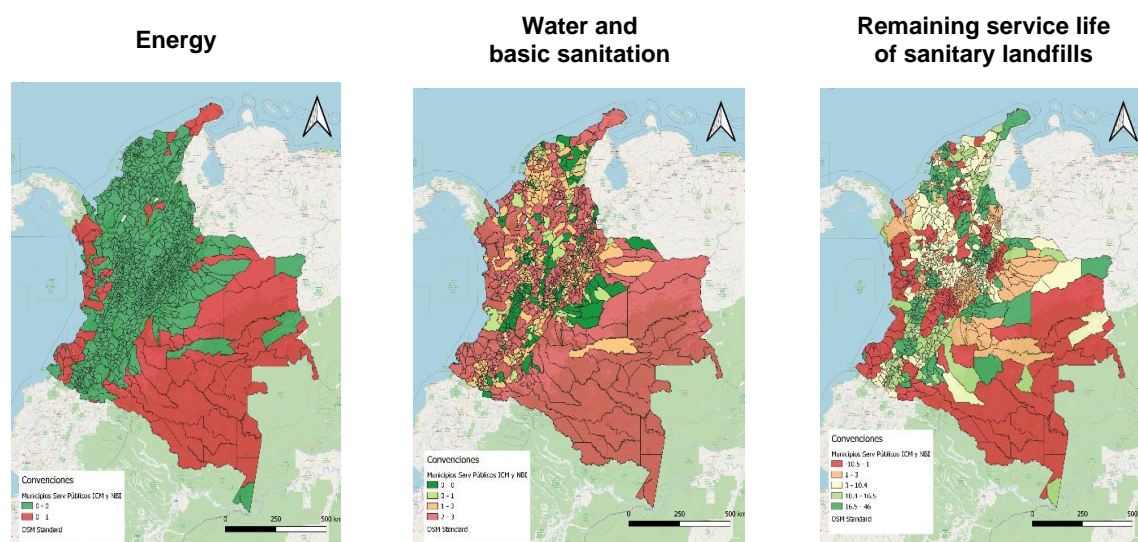 Energy
Water and
basic sanitation
Remaining service life
of sanitary landfills
Convenciones
Municipios Serv Públicos ICM y NBI
0 - 0
0 - 1
OSM Standard
0 250 500 km
Convenciones
Municipios Serv Públicos ICM y NBI
0 - 0
0 - 1
1 - 2
2 - 3
OSM Standard
0 250 500 km
Convenciones
Municipios Serv Públicos ICM y NBI
-10.5 - 1
1 - 3
3 - 10.4
10.4 - 16.5
16.5 - 46
OSM Standard
0 250 500 km